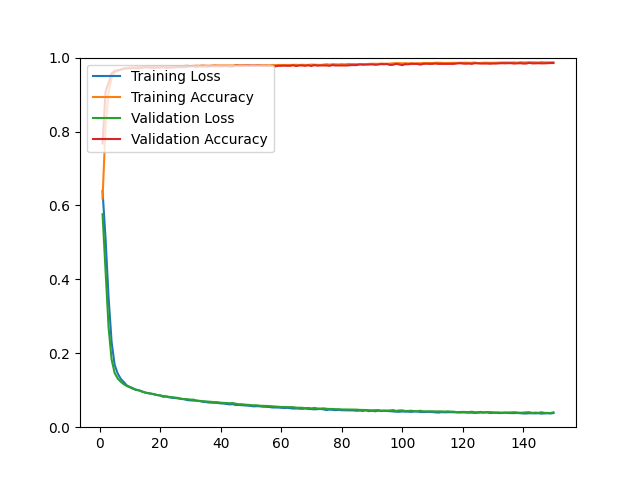 1.0
0.8
0.6
0.4
0.2
0.0
Training Loss
Training Accuracy
Validation Loss
Validation Accuracy
0 20 40 60 80 100 120 140